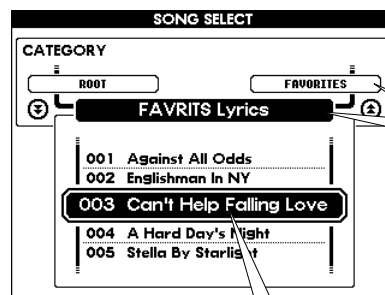 SONG SELECT
CATEGORY
ROOT
FAVORITES
FAVRITS Lyrics
001 Against All Odds
002 Englishman In NY
003 Can't Help Falling Love
004 A Hard Day's Night
005 Stella By Starlight